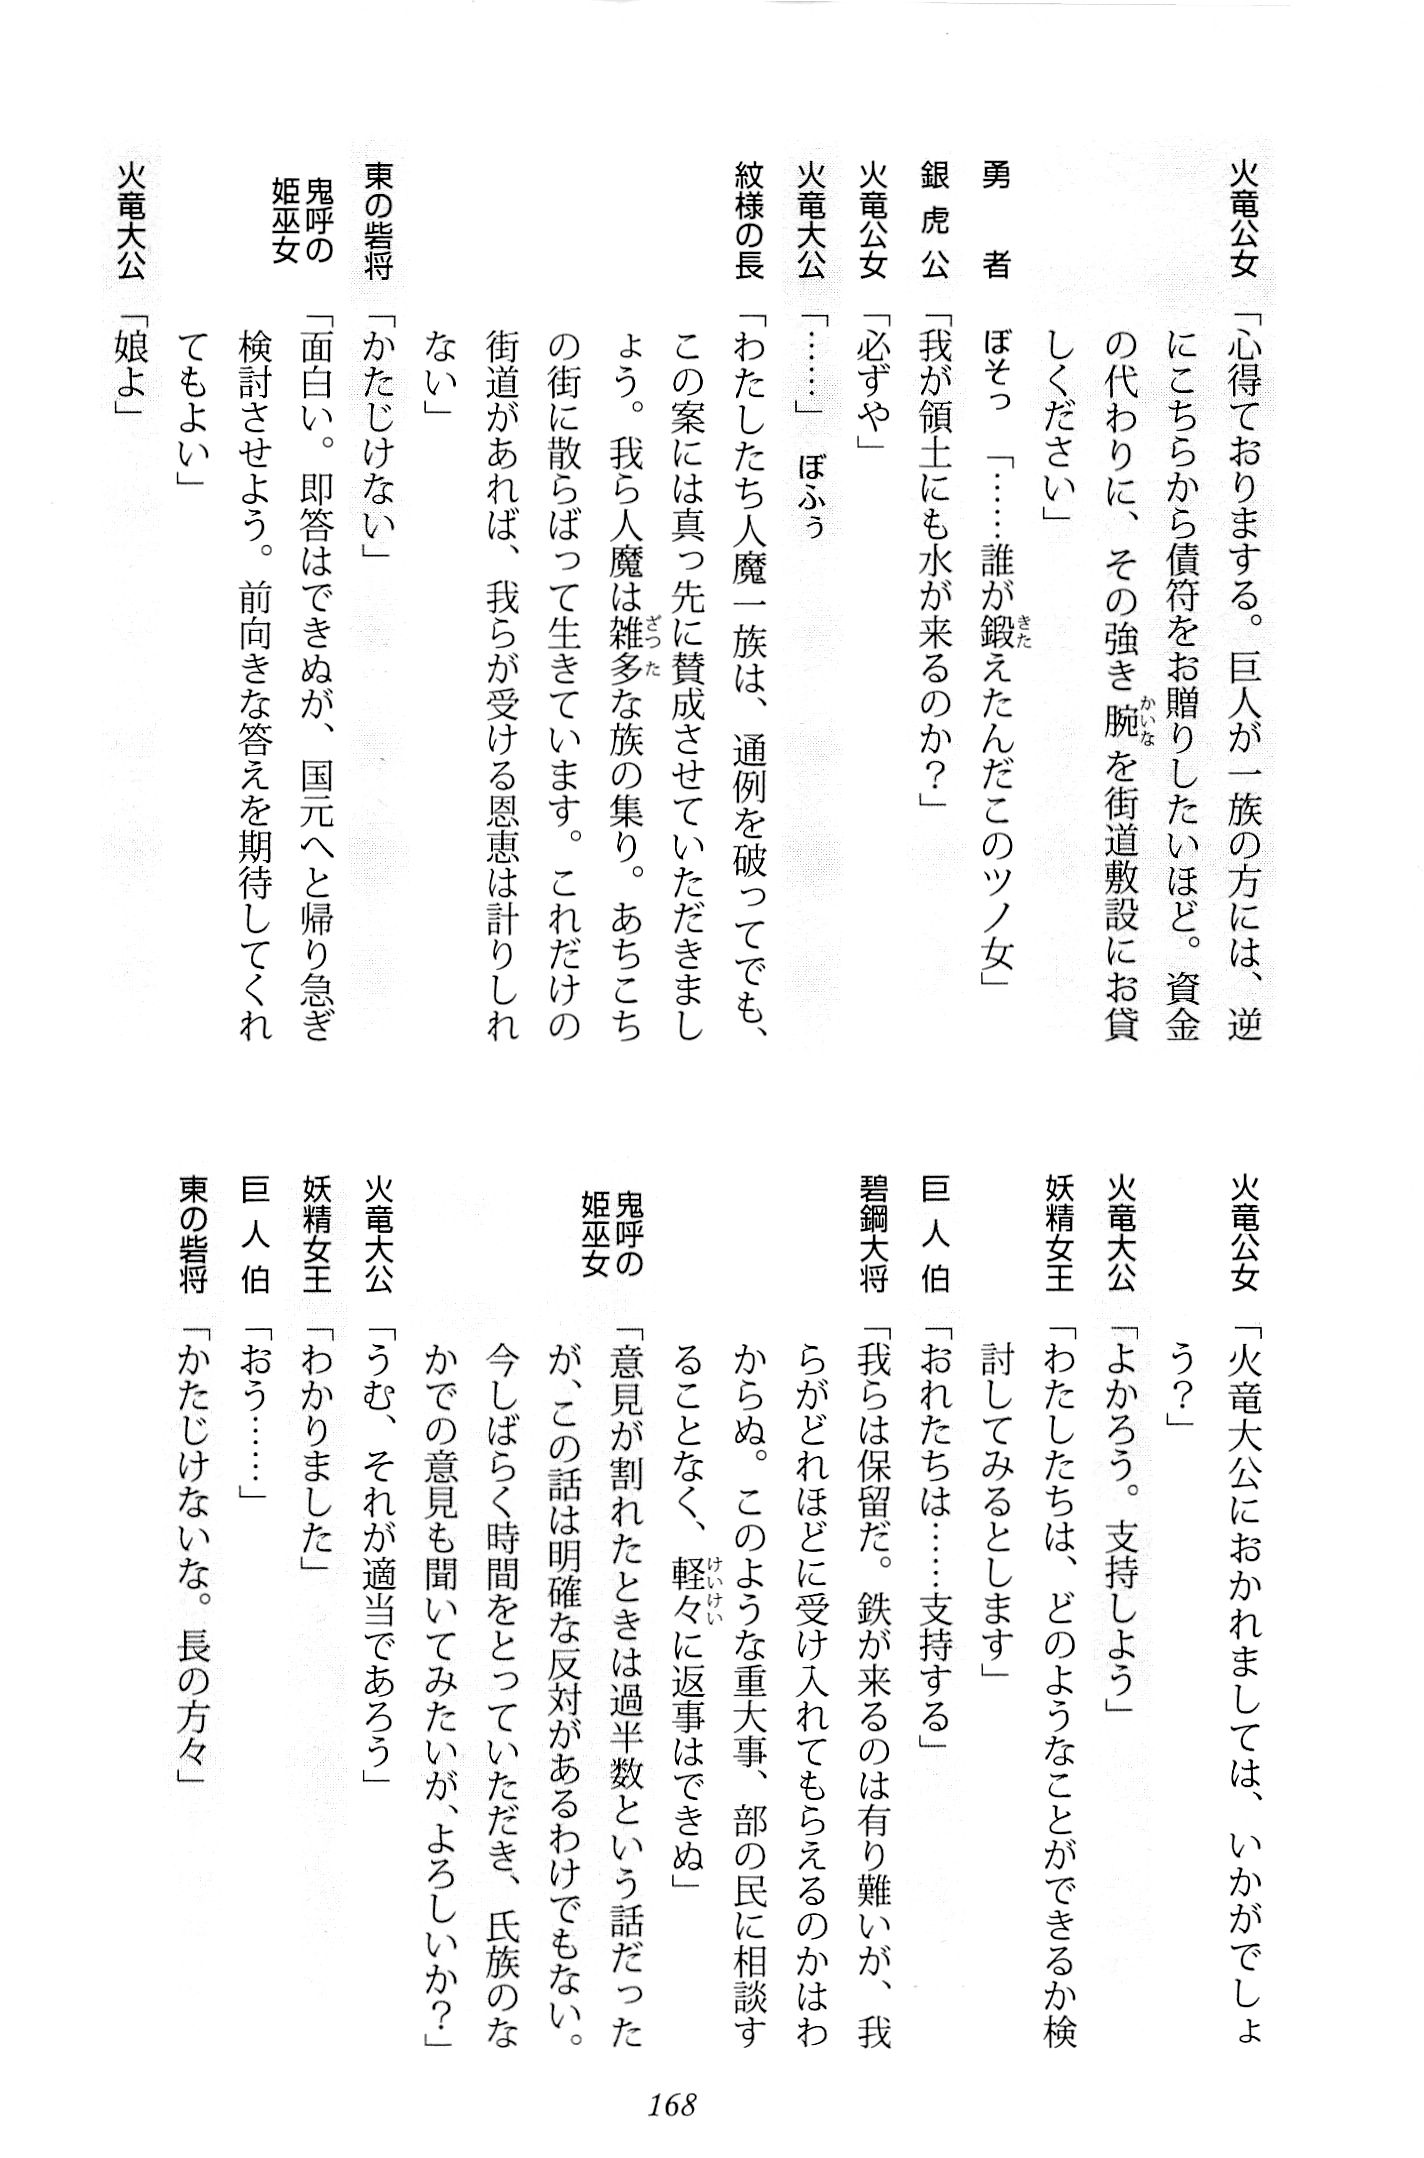 火竜公女「心得ておりまする。巨人が一族の方には、逆
にこちらから債符をお贈りしたいほど。資金
の代わりに、その強き腕を街道敷設にお貸
しください」
勇者 ぼそっ 「……誰が鍛えたんだこのツノ女」
銀虎公「我が領土にも水が来るのか？」
火竜公女「必ずや」
火竜大公「……」 ぼふぅ
紋様の長「わたしたち人魔一族は、通例を破ってでも、
この案には真っ先に賛成させていただきまし
ょう。我ら人魔は雑多な族の集り。あちこち
の街に散らばって生きています。これだけの
街道があれば、我らが受ける恩恵は計りしれ
ない」
東の砦将「かたじけない」
鬼呼の姫巫女「面白い。即答はできぬが、国元へと帰り急ぎ
検討させよう。前向きな答えを期待してくれ
てもよい」
火竜大公「娘よ」
火竜公女「火竜大公におかれましては、いかがでしょ
う？」
火竜大公「よかろう。支持しよう」
妖精女王「わたしたちは、どのようなことができるか検
討してみるとします」
巨人伯「おれたちは……支持する」
碧鋼大将「我らは保留だ。鉄が来るのは有り難いが、我
らがどれほどに受け入れてもらえるのかはわ
からぬ。このような重大事、部の民に相談す
ることなく、軽々に返事はできぬ」
鬼呼の姫巫女「意見が割れたときは過半数という話だった
が、この話は明確な反対があるわけでもない。
今しばらく時間をとっていただき、氏族のな
かでの意見も聞いてみたいが、よろしいか？」
火竜大公「うむ、それが適当であろう」
妖精女王「わかりました」
巨人伯「おう……」
東の砦将「かたじけないな。長の方々」
168